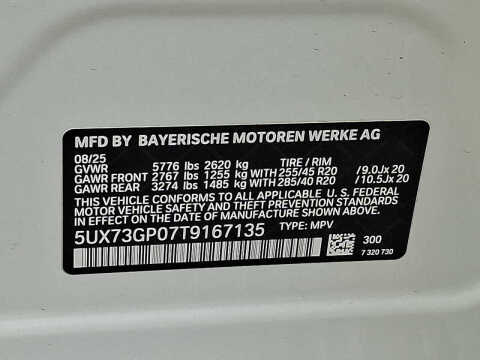 MFD BY BAYERISCHE MOTOREN WERKE AG
08/25
GVWR 5776 lbs 2620 kg TIRE / RIM
GAWR FRONT 2767 lbs 1255 kg WITH 255/45 R20 /9.0Jx 20
GAWR REAR 3274 lbs 1485 kg WITH 285/40 R20 /10.5Jx 20
THIS VEHICLE CONFORMS TO ALL APPLICABLE U. S. FEDERAL
MOTOR VEHICLE SAFETY AND THEFT PREVENTION STANDARDS
IN EFFECT ON THE DATE OF MANUFACTURE SHOWN ABOVE.
5UX73GP07T9167135 TYPE: MPV
300
7 320 730